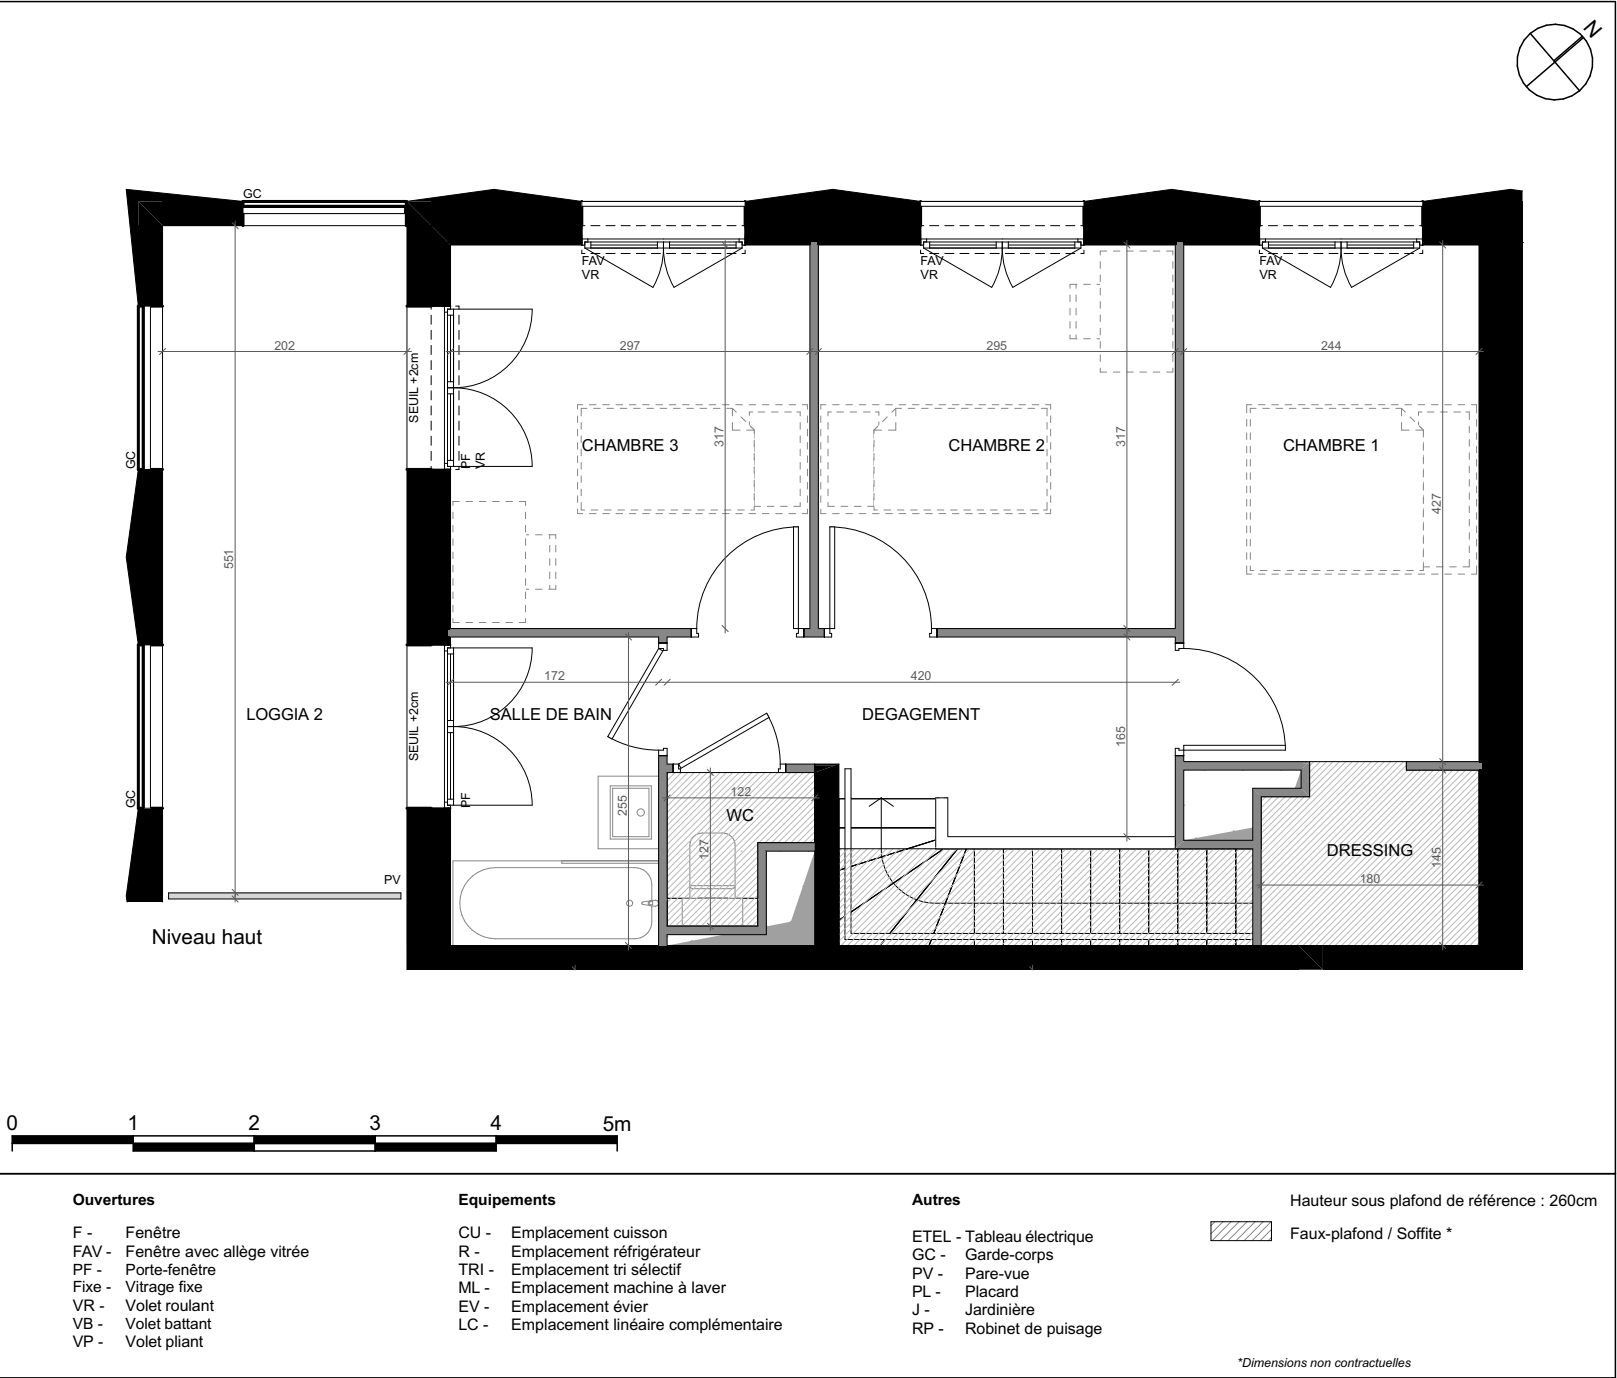 N
GC
FAV
VR
FAV
VR
FAV
VR
202
297
295
244
SEUIL +2cm
PF
VR
GC
317
317
427
CHAMBRE 3
CHAMBRE 2
CHAMBRE 1
551
172
420
LOGGIA 2
SEUIL +2cm
SALLE DE BAIN
DEGAGEMENT
165
GC
PF
255
122
WC
127
DRESSING
145
180
PV
Niveau haut
0 1 2 3 4 5m
Ouvertures
F - Fenêtre
FAV - Fenêtre avec allège vitrée
PF - Porte-fenêtre
Fixe - Vitrage fixe
VR - Volet roulant
VB - Volet battant
VP - Volet pliant
Equipements
CU - Emplacement cuisson
R - Emplacement réfrigérateur
TRI - Emplacement tri sélectif
ML - Emplacement machine à laver
EV - Emplacement évier
LC - Emplacement linéaire complémentaire
Autres
ETEL - Tableau électrique
GC - Garde-corps
PV - Pare-vue
PL - Placard
J - Jardinière
RP - Robinet de puisage
Hauteur sous plafond de référence : 260cm
Faux-plafond / Soffite *
*Dimensions non contractuelles